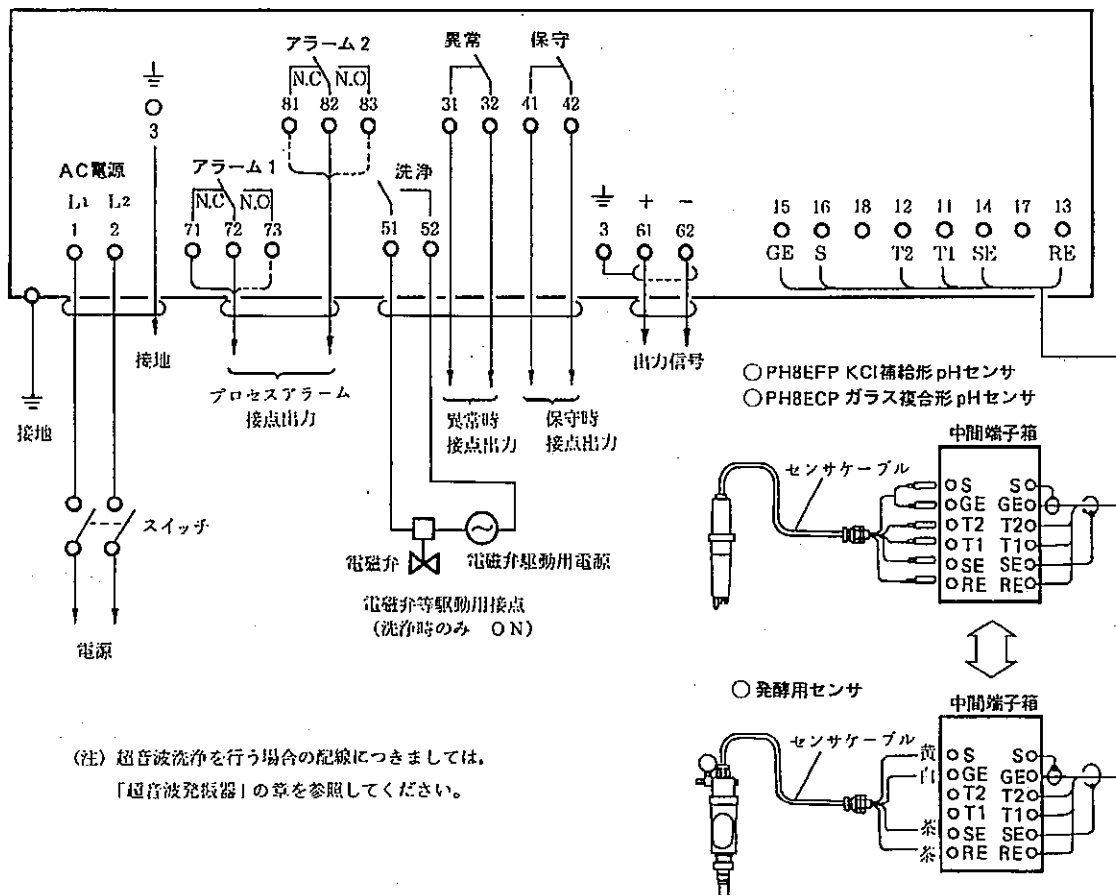 アラーム2
異常 保守
N.C N.O.
81 82 83
31 32 41 42
3
AC電源
L1 L2
1 2
アラーム1
N.C N.O.
71 72 73
洗浄
51 52
+ −
3 61 62
15 16 18 12 11 14 17 13
GE S T2 T1 SE RE
接地
接地
プロセスアラーム
接点出力
異常時
接点出力
保守時
接点出力
出力信号
スイッチ
電源
電磁弁
電磁弁駆動用電源
電磁弁等駆動用接点
(洗浄時のみ ON)
○PH8EFP KCl補給形pHセンサ
○PH8ECP ガラス複合形pHセンサ
中間端子箱
センサケーブル
S S
GE GE
T2 T2
T1 T1
SE SE
RE RE
○発酵用センサ
中間端子箱
センサケーブル
黄 S S
白 GE GE
T2 T2
T1 T1
茶 SE SE
茶 RE RE
(注) 超音波洗浄を行う場合の配線につきましては,
「超音波発振器」の章を参照してください。